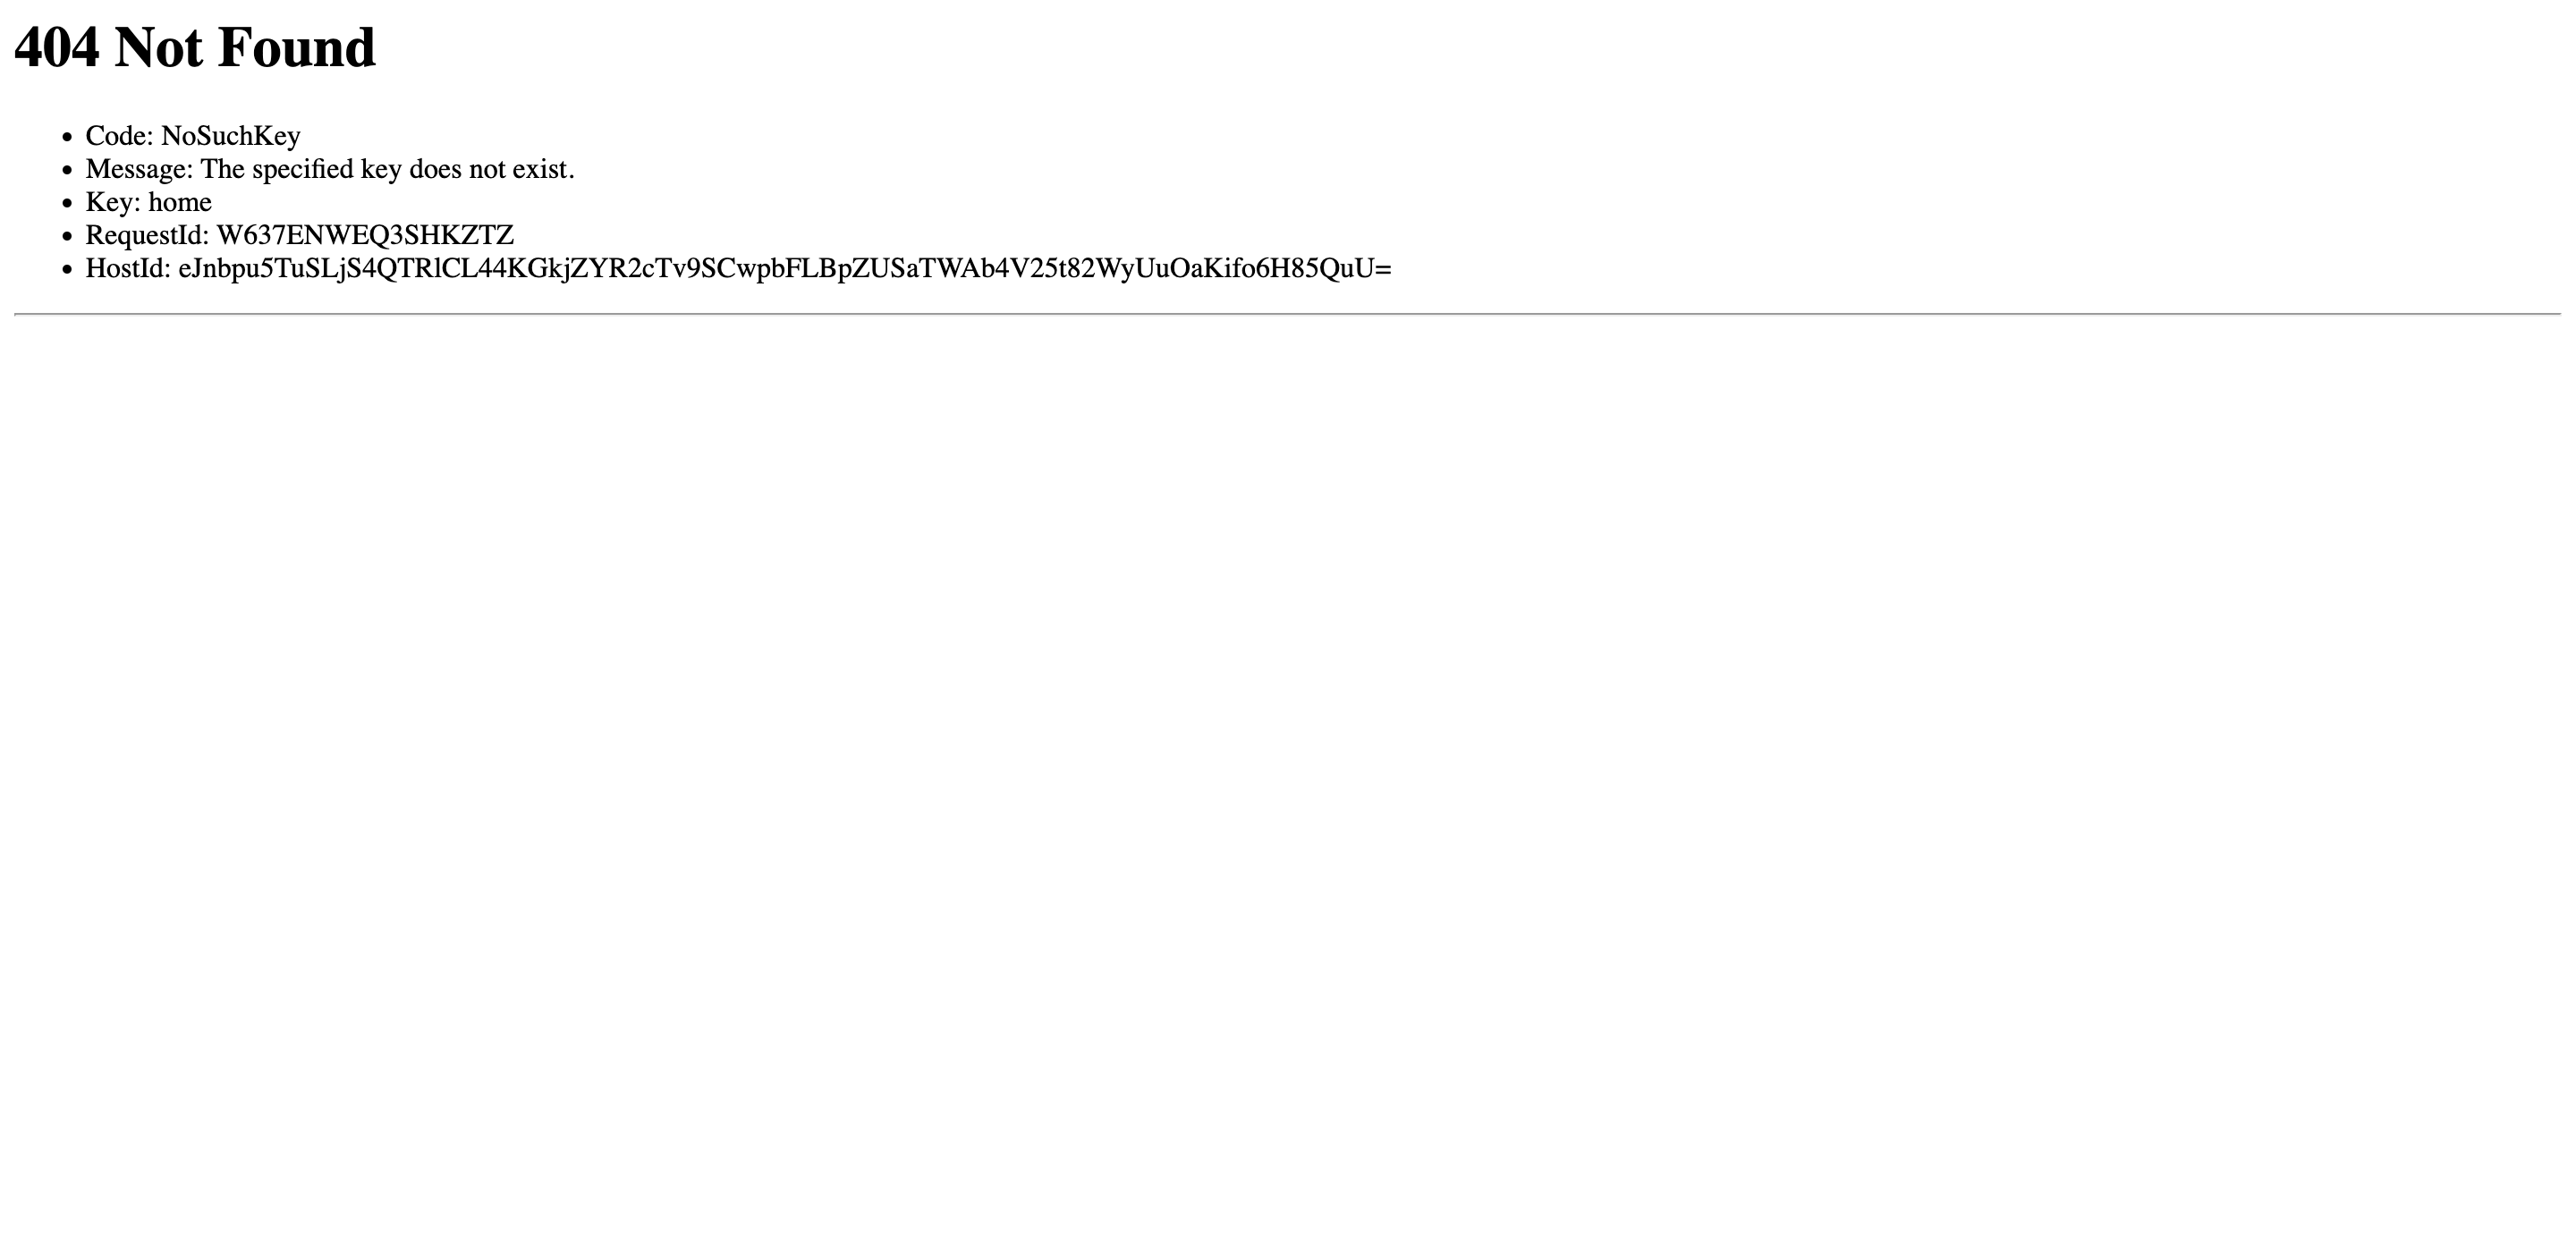 404 Not Found
Code: NoSuchKey
Message: The specified key does not exist.
Key: home
RequestId: W637ENWEQ3SHKZTZ
HostId: eJnbpu5TuSLjS4QTRlCL44KGkjZYR2cTv9SCwpbFLBpZUSaTWAb4V25t82WyUuOaKifo6H85QuU=